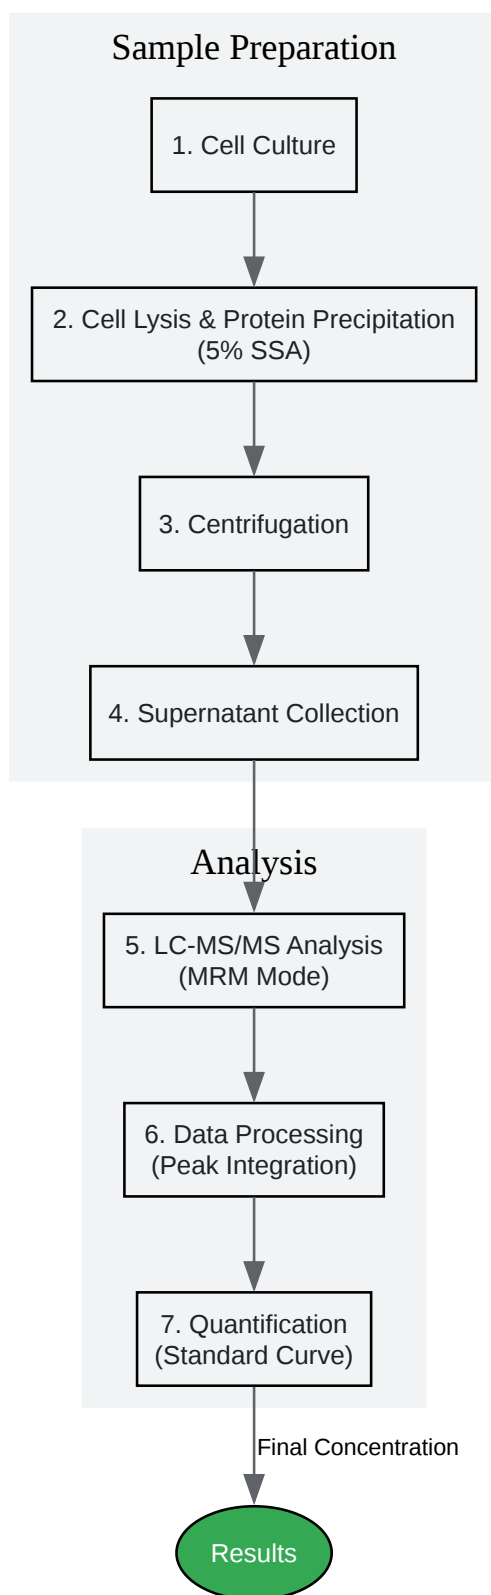 Sample Preparation
1. Cell Culture
2. Cell Lysis & Protein Precipitation
(5% SSA)
3. Centrifugation
4. Supernatant Collection
Analysis
5. LC-MS/MS Analysis
(MRM Mode)
6. Data Processing
(Peak Integration)
7. Quantification
(Standard Curve)
Final Concentration
Results